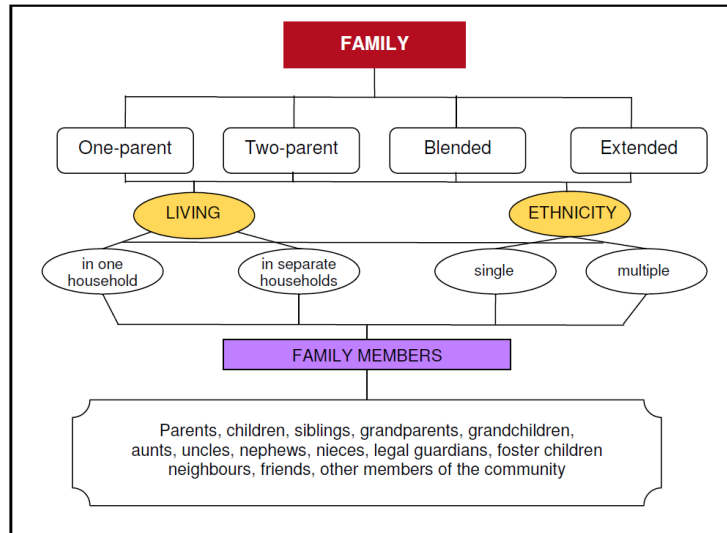 FAMILY
One-parent
Two-parent
Blended
Extended
LIVING
ETHNICITY
in one
household
in separate
households
single
multiple
FAMILY MEMBERS
Parents, children, siblings, grandparents, grandchildren,
aunts, uncles, nephews, nieces, legal guardians, foster children
neighbours, friends, other members of the community